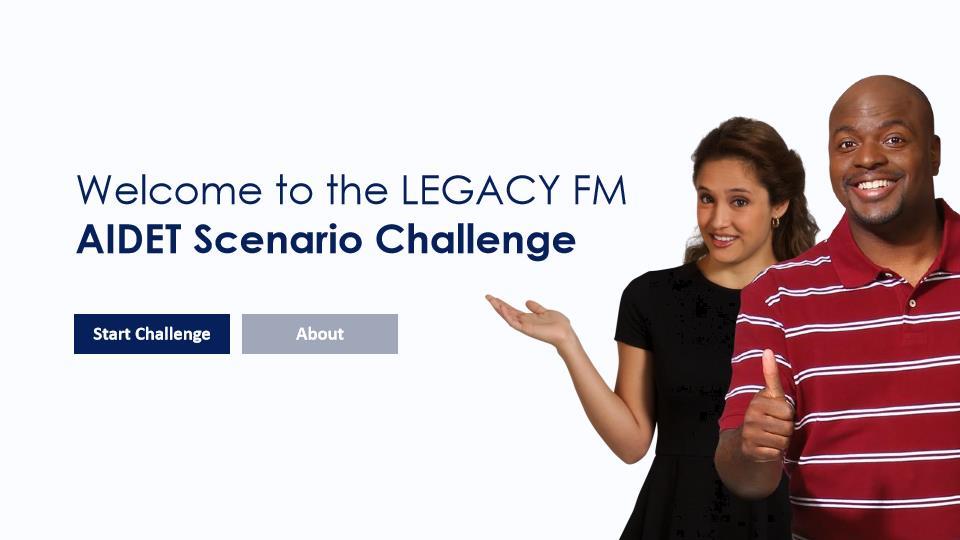 Welcome to the LEGACY FM
AIDET Scenario Challenge
Start Challenge
About